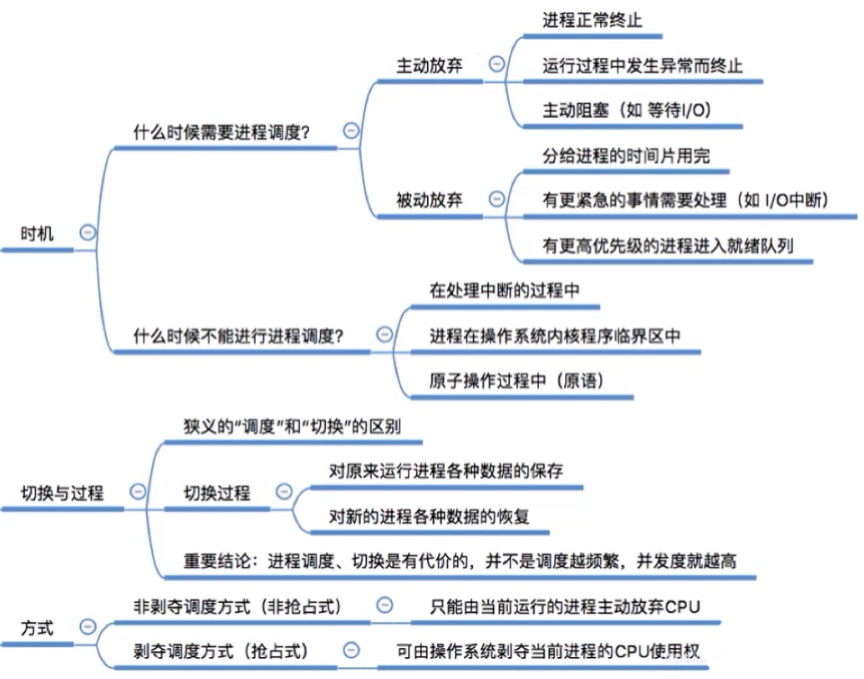 时机
什么时候需要进程调度?
主动放弃
进程正常终止
运行过程中发生异常而终止
主动阻塞（如 等待I/O）
被动放弃
分给进程的时间片用完
有更紧急的事情需要处理（如 I/O中断）
有更高优先级的进程进入就绪队列
什么时候不能进行进程调度?
在处理中断的过程中
进程在操作系统内核程序临界区中
原子操作过程中（原语）
切换与过程
狭义的“调度”和“切换”的区别
切换过程
对原来运行进程各种数据的保存
对新的进程各种数据的恢复
重要结论：进程调度、切换是有代价的，并不是调度越频繁，并发度就越高
方式
非剥夺调度方式（非抢占式）
只能由当前运行的进程主动放弃CPU
剥夺调度方式（抢占式）
可由操作系统剥夺当前进程的CPU使用权